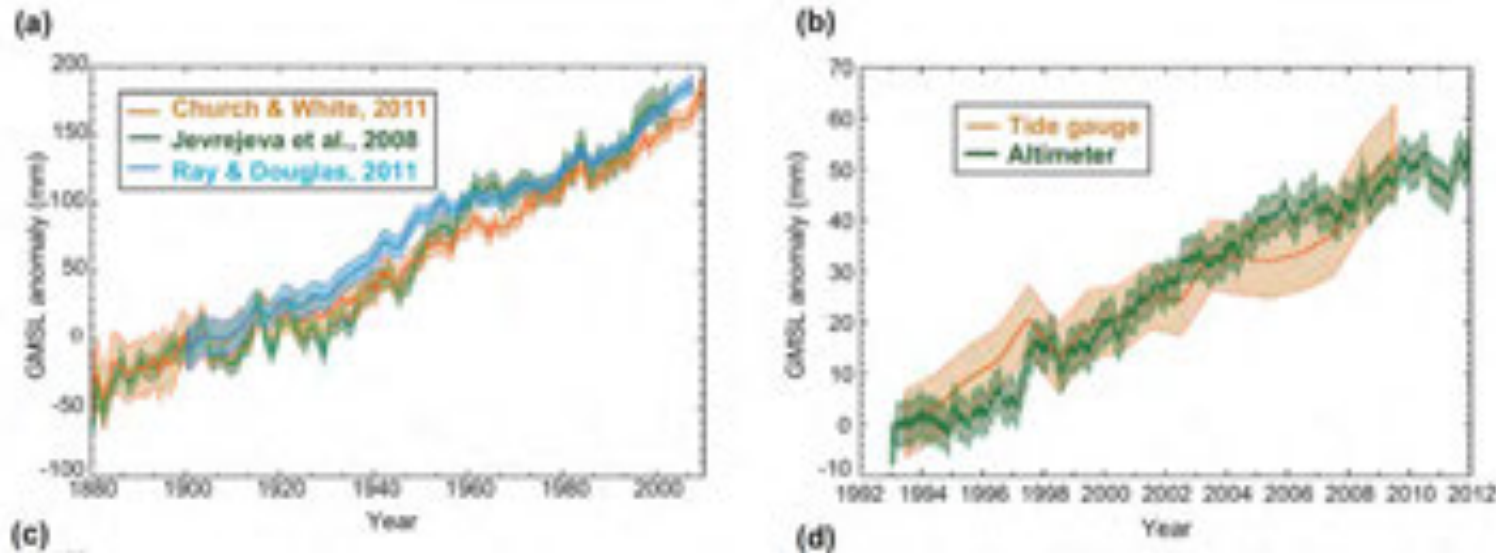 (a)
200
150
100
50
0
-50
-100
GMSL anomaly (mm)
Church & White, 2011
Jevrejeva et al., 2008
Ray & Douglas, 2011
1880 1900 1920 1940 1960 1980 2000
Year
(b)
70
60
50
40
30
20
10
0
-10
GMSL anomaly (mm)
Tide gauge
Altimeter
1992 1994 1996 1998 2000 2002 2004 2006 2008 2010 2012
Year
(c)
(d)